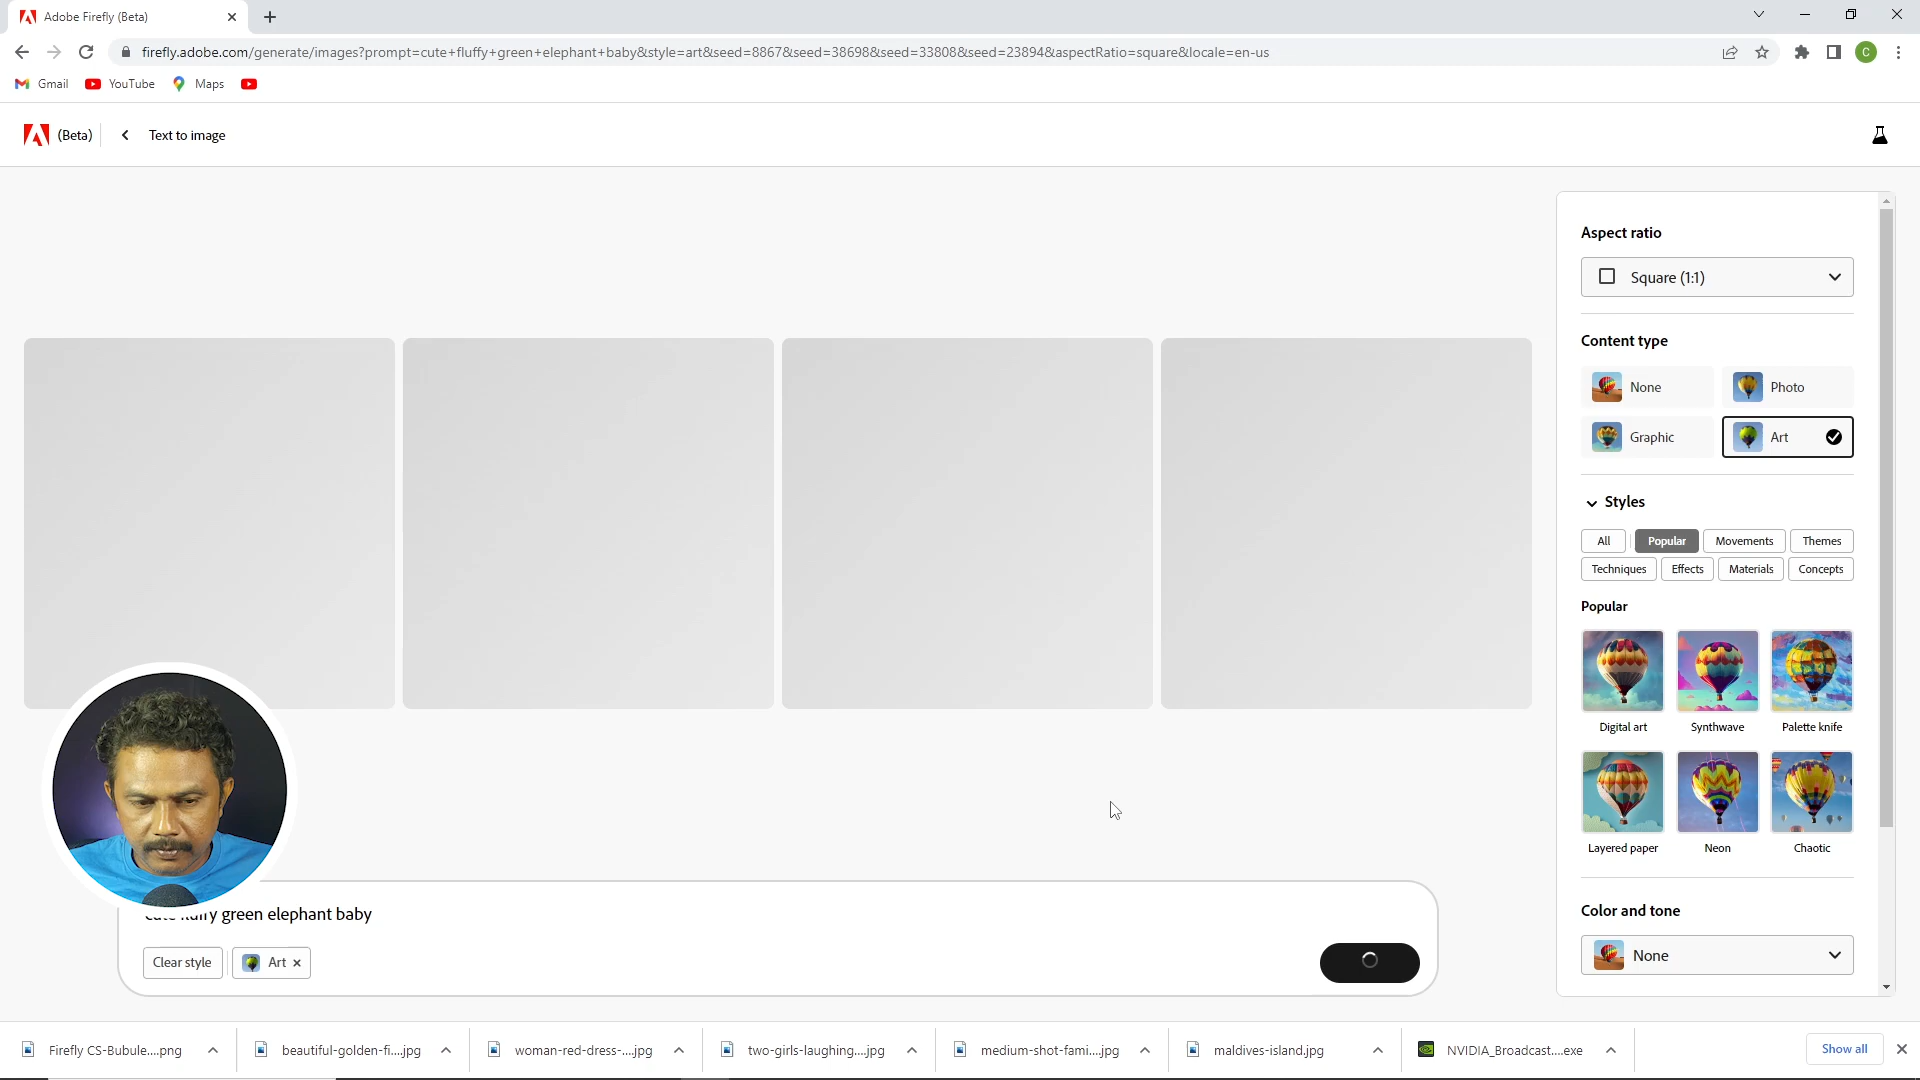 Adobe Firefly (Beta)
firefly.adobe.com/generate/images?prompt=cute+fluffy+green+elephant+baby&style=art&seed=8867&seed=38698&seed=33808&seed=23894&aspectRatio=square&locale=en-us
C
Gmail YouTube Maps
(Beta) Text to image
Aspect ratio
Square (1:1)
Content type
None Photo
Graphic Art
Styles
All Popular Movements Themes
Techniques Effects Materials Concepts
Popular
Digital art Synthwave Palette knife
Layered paper Neon Chaotic
Color and tone
None
cute fluffy green elephant baby
Clear style Art
Firefly CS-Bubule....png beautiful-golden-fi....jpg woman-red-dress-....jpg two-girls-laughing....jpg medium-shot-fami....jpg maldives-island.jpg NVIDIA_Broadcast....exe Show all